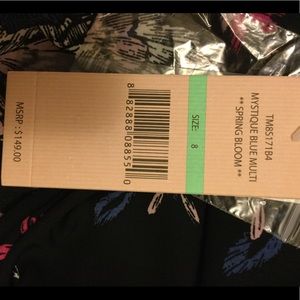 TMBS171B4
MYSTIQUE BLUE MULTI
** SPRING BLOOM **
SIZE: 8
8 82888 08855 0
MSRP : $149.00